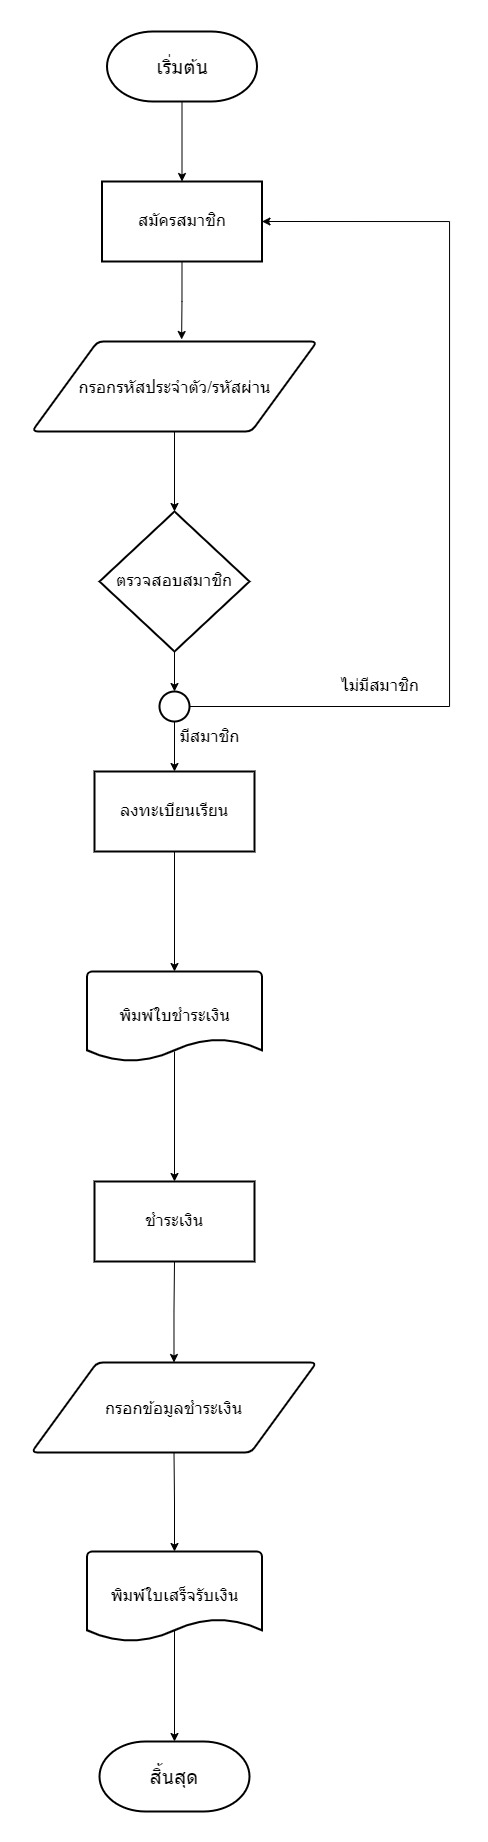 เริ่มต้น
สมัครสมาชิก
กรอกรหัสประจำตัว/รหัสผ่าน
ตรวจสอบสมาชิก
ไม่มีสมาชิก
มีสมาชิก
ลงทะเบียนเรียน
พิมพ์ใบชำระเงิน
ชำระเงิน
กรอกข้อมูลชำระเงิน
พิมพ์ใบเสร็จรับเงิน
สิ้นสุด